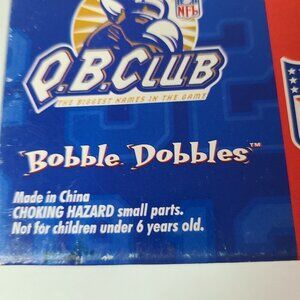 NFL
Q.B. CLUB
THE BIGGEST NAMES IN THE GAME
Bobble Dobbles™
Made in China
CHOKING HAZARD small parts.
Not for children under 6 years old.